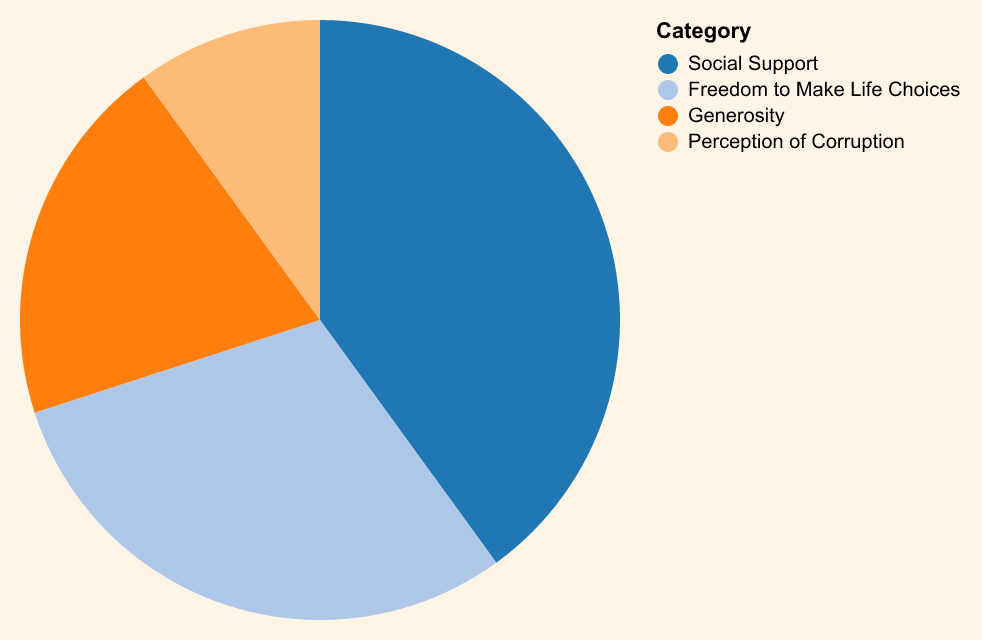 Category
Social Support
Freedom to Make Life Choices
Generosity
Perception of Corruption